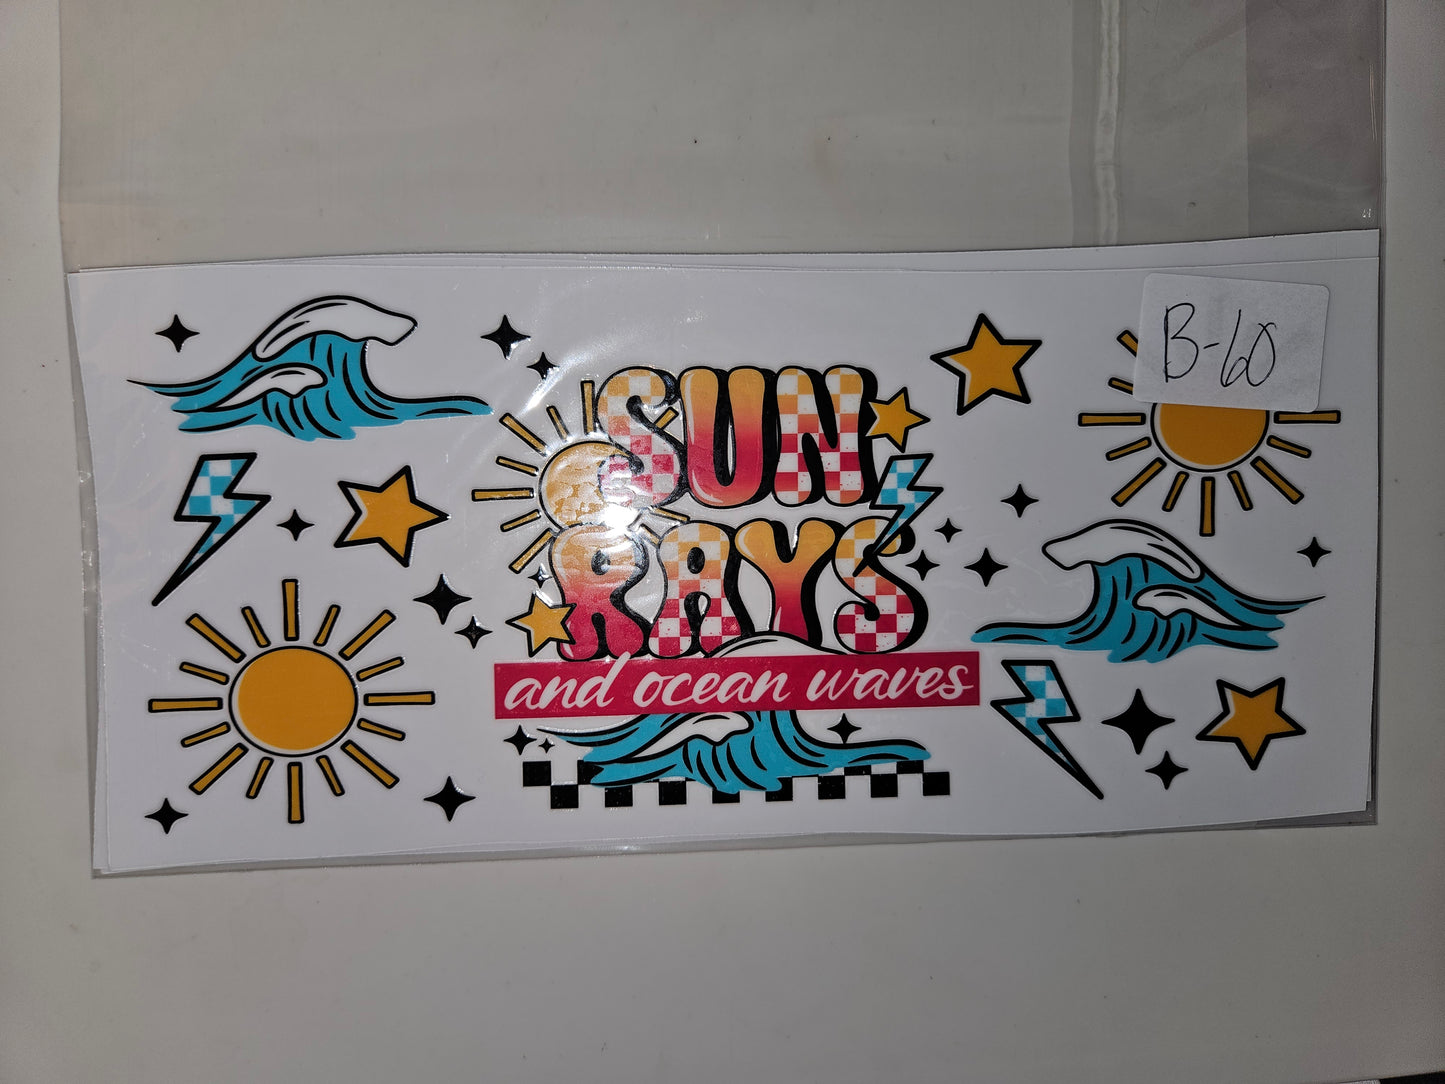 B-60
SUN
RAYS
and ocean waves